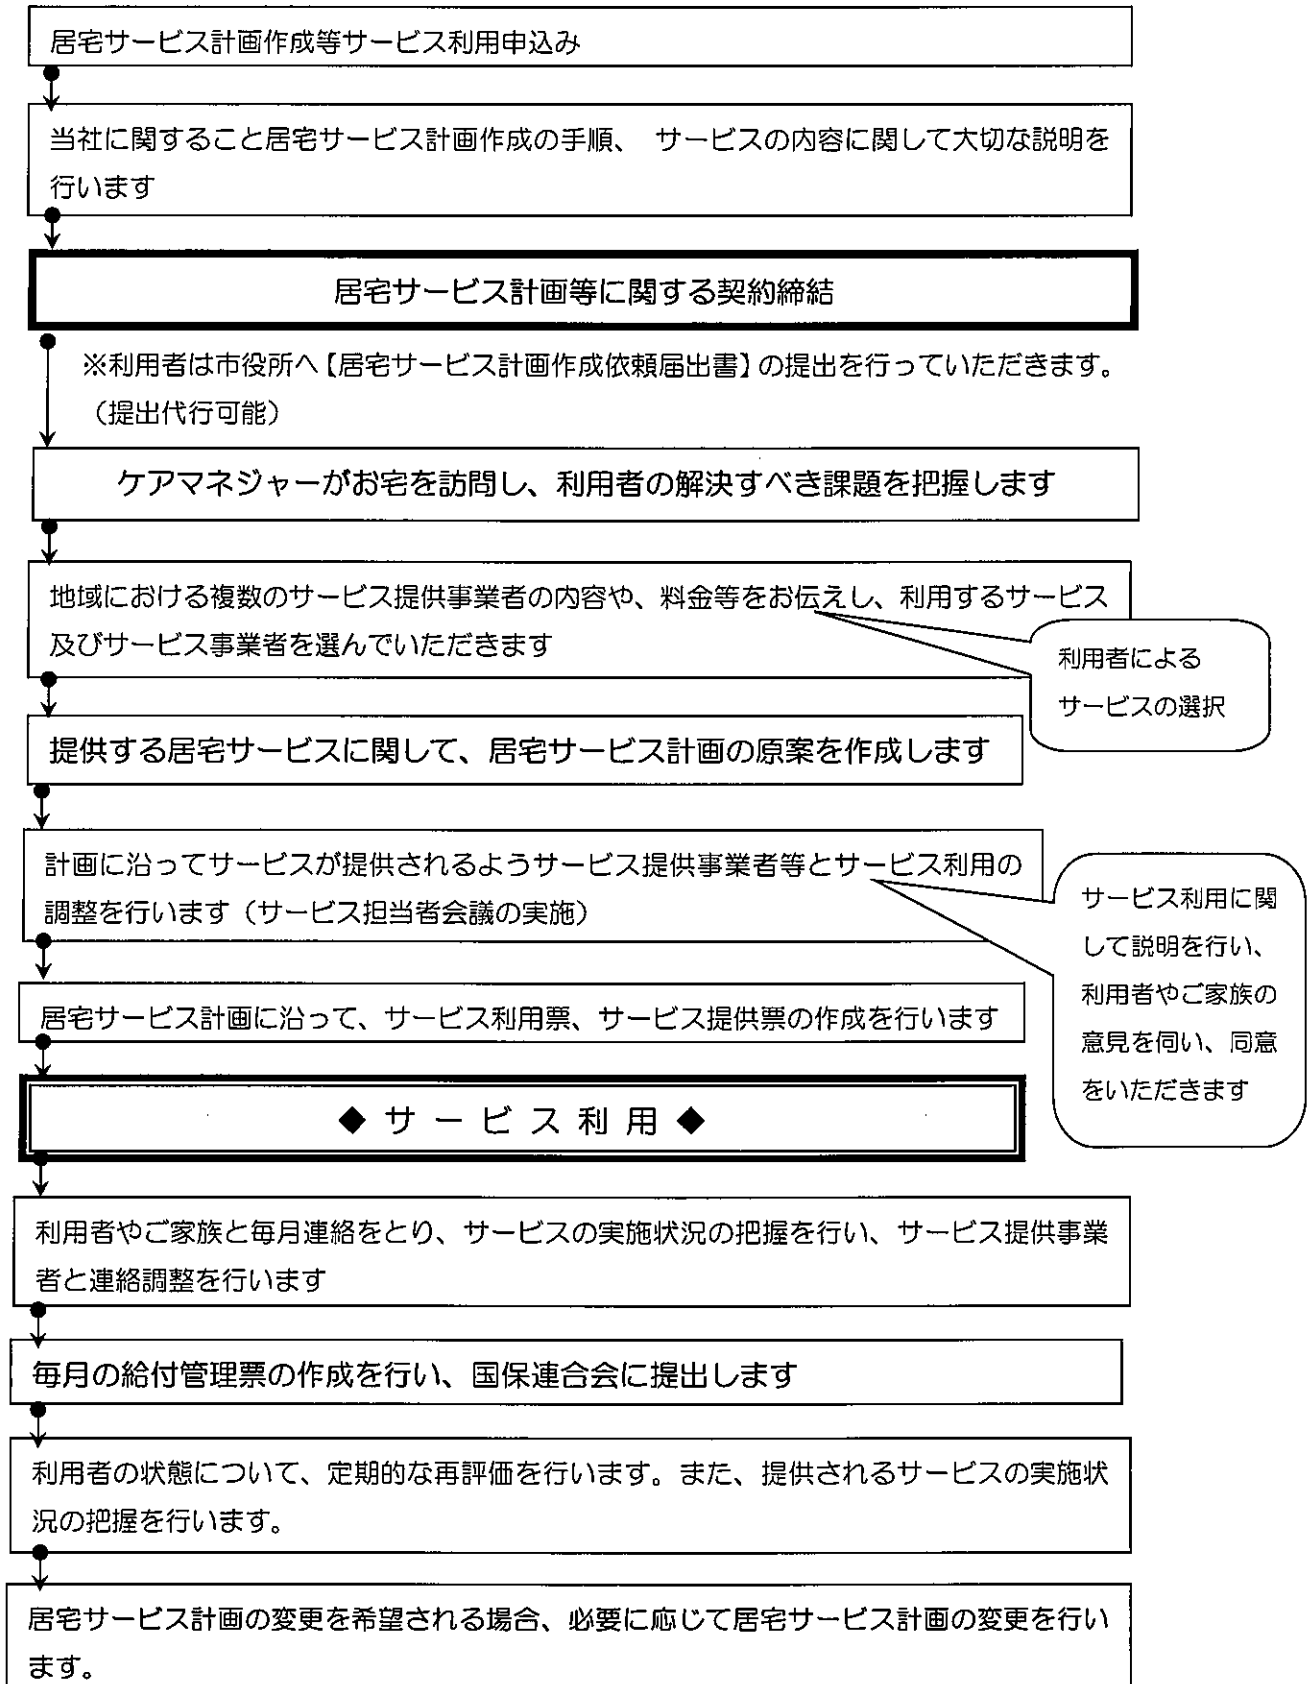 居宅サービス計画作成等サービス利用申込み
当社に関すること居宅サービス計画作成の手順、 サービスの内容に関して大切な説明を
行います
居宅サービス計画等に関する契約締結
※利用者は市役所へ【居宅サービス計画作成依頼届出書】の提出を行っていただきます。
（提出代行可能）
ケアマネジャーがお宅を訪問し、利用者の解決すべき課題を把握します
地域における複数のサービス提供事業者の内容や、料金等をお伝えし、利用するサービス
及びサービス事業者を選んでいただきます
利用者による
サービスの選択
提供する居宅サービスに関して、居宅サービス計画の原案を作成します
計画に沿ってサービスが提供されるようサービス提供事業者等とサービス利用の
調整を行います（サービス担当者会議の実施）
サービス利用に関
して説明を行い、
利用者やご家族の
意見を伺い、同意
をいただきます
居宅サービス計画に沿って、サービス利用票、サービス提供票の作成を行います
◆ サ ー ビ ス 利 用 ◆
利用者やご家族と毎月連絡をとり、サービスの実施状況の把握を行い、サービス提供事業
者と連絡調整を行います
毎月の給付管理票の作成を行い、国保連合会に提出します
利用者の状態について、定期的な再評価を行います。また、提供されるサービスの実施状
況の把握を行います。
居宅サービス計画の変更を希望される場合、必要に応じて居宅サービス計画の変更を行い
ます。